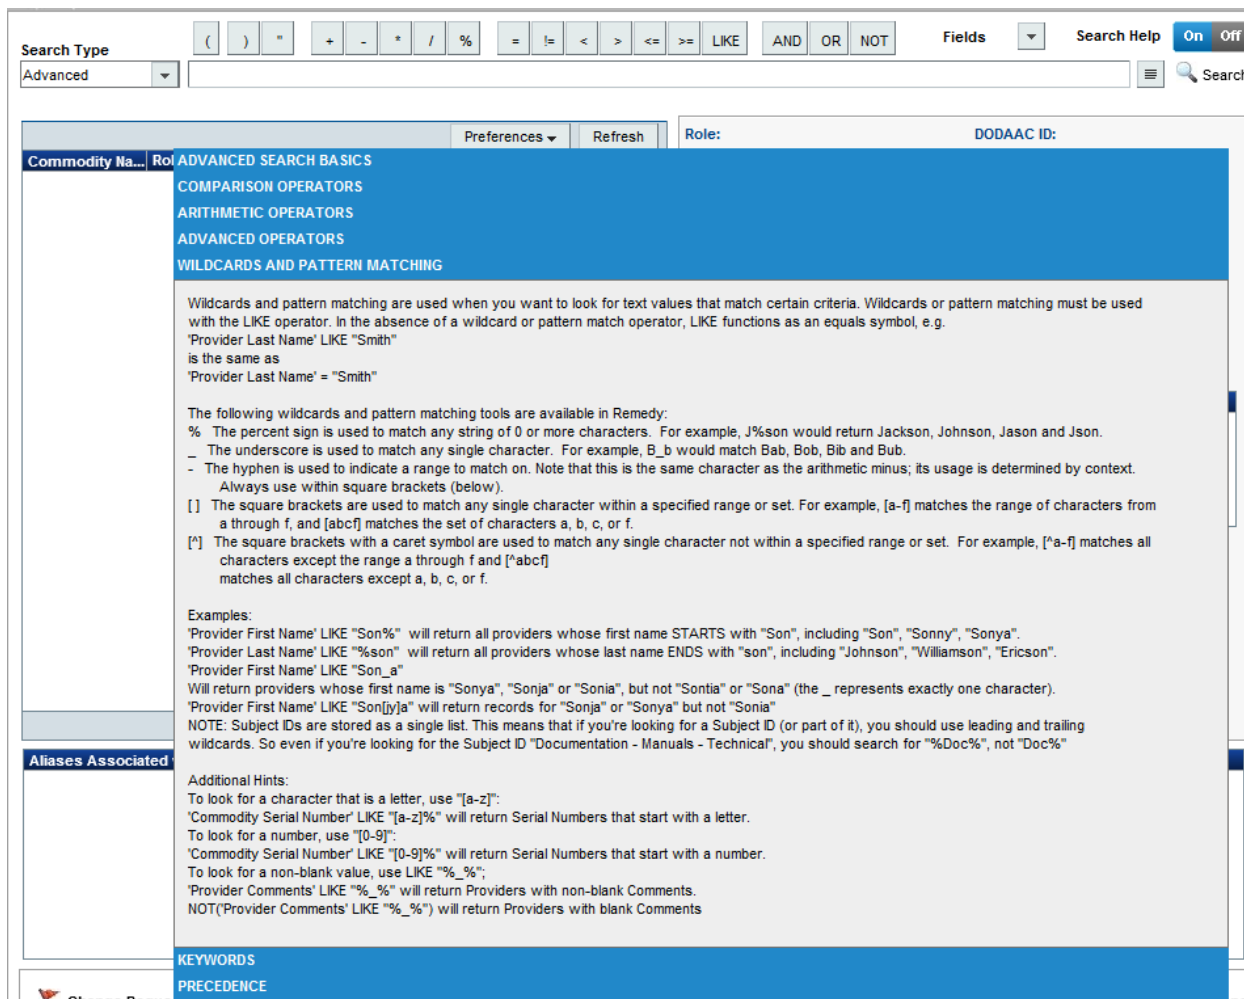 ( ) " + - * / % = != < > <= >= LIKE AND OR NOT Fields Search Help On Off
Search Type
Advanced Search
Preferences Refresh Role: DODAAC ID:
Commodity Na... Rol
ADVANCED SEARCH BASICS
COMPARISON OPERATORS
ARITHMETIC OPERATORS
ADVANCED OPERATORS
WILDCARDS AND PATTERN MATCHING
Wildcards and pattern matching are used when you want to look for text values that match certain criteria. Wildcards or pattern matching must be used
with the LIKE operator. In the absence of a wildcard or pattern match operator, LIKE functions as an equals symbol, e.g.
'Provider Last Name' LIKE "Smith"
is the same as
'Provider Last Name' = "Smith"
The following wildcards and pattern matching tools are available in Remedy:
% The percent sign is used to match any string of 0 or more characters. For example, J%son would return Jackson, Johnson, Jason and Json.
_ The underscore is used to match any single character. For example, B_b would match Bab, Bob, Bib and Bub.
- The hyphen is used to indicate a range to match on. Note that this is the same character as the arithmetic minus; its usage is determined by context.
Always use within square brackets (below).
[ ] The square brackets are used to match any single character within a specified range or set. For example, [a-f] matches the range of characters from
a through f, and [abcf] matches the set of characters a, b, c, or f.
[^] The square brackets with a caret symbol are used to match any single character not within a specified range or set. For example, [^a-f] matches all
characters except the range a through f and [^abcf]
matches all characters except a, b, c, or f.
Examples:
'Provider First Name' LIKE "Son%" will return all providers whose first name STARTS with "Son", including "Son", "Sonny", "Sonya".
'Provider Last Name' LIKE "%son" will return all providers whose last name ENDS with "son", including "Johnson", "Williamson", "Ericson".
'Provider First Name' LIKE "Son_a"
Will return providers whose first name is "Sonya", "Sonja" or "Sonia", but not "Sontia" or "Sona" (the _ represents exactly one character).
'Provider First Name' LIKE "Son[jy]a" will return records for "Sonja" or "Sonya" but not "Sonia"
NOTE: Subject IDs are stored as a single list. This means that if you're looking for a Subject ID (or part of it), you should use leading and trailing
wildcards. So even if you're looking for the Subject ID "Documentation - Manuals - Technical", you should search for "%Doc%", not "Doc%"
Aliases Associated
Additional Hints:
To look for a character that is a letter, use "[a-z]":
'Commodity Serial Number' LIKE "[a-z]%" will return Serial Numbers that start with a letter.
To look for a number, use "[0-9]":
'Commodity Serial Number' LIKE "[0-9]%" will return Serial Numbers that start with a number.
To look for a non-blank value, use LIKE "%_%";
'Provider Comments' LIKE "%_%" will return Providers with non-blank Comments.
NOT('Provider Comments' LIKE "%_%") will return Providers with blank Comments
KEYWORDS
PRECEDENCE